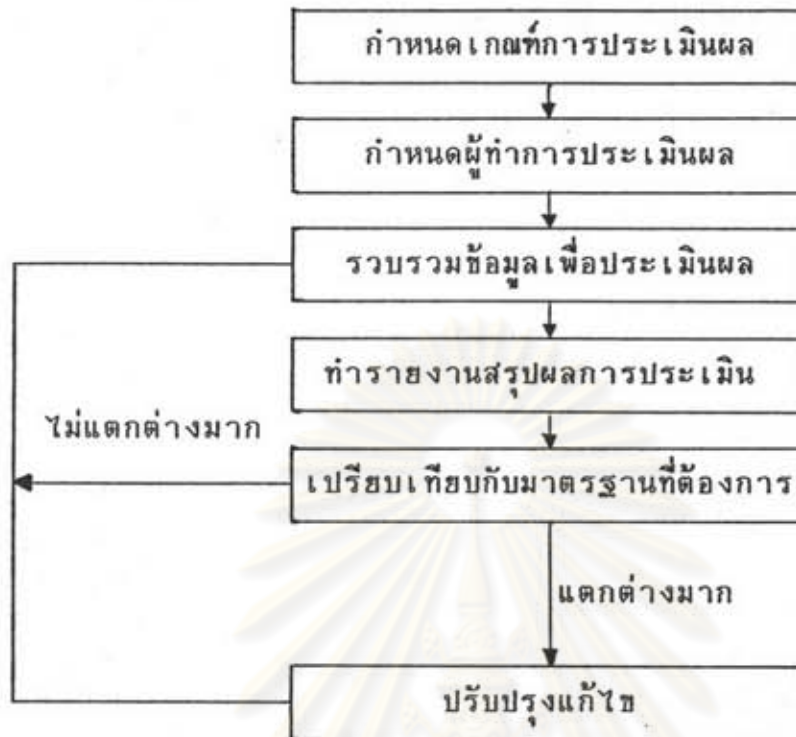 กำหนดเกณฑ์การประเมินผล
กำหนดผู้ทำการประเมินผล
รวบรวมข้อมูลเพื่อประเมินผล
ทำรายงานสรุปผลการประเมิน
ไม่แตกต่างมาก
เปรียบเทียบกับมาตรฐานที่ต้องการ
แตกต่างมาก
ปรับปรุงแก้ไข